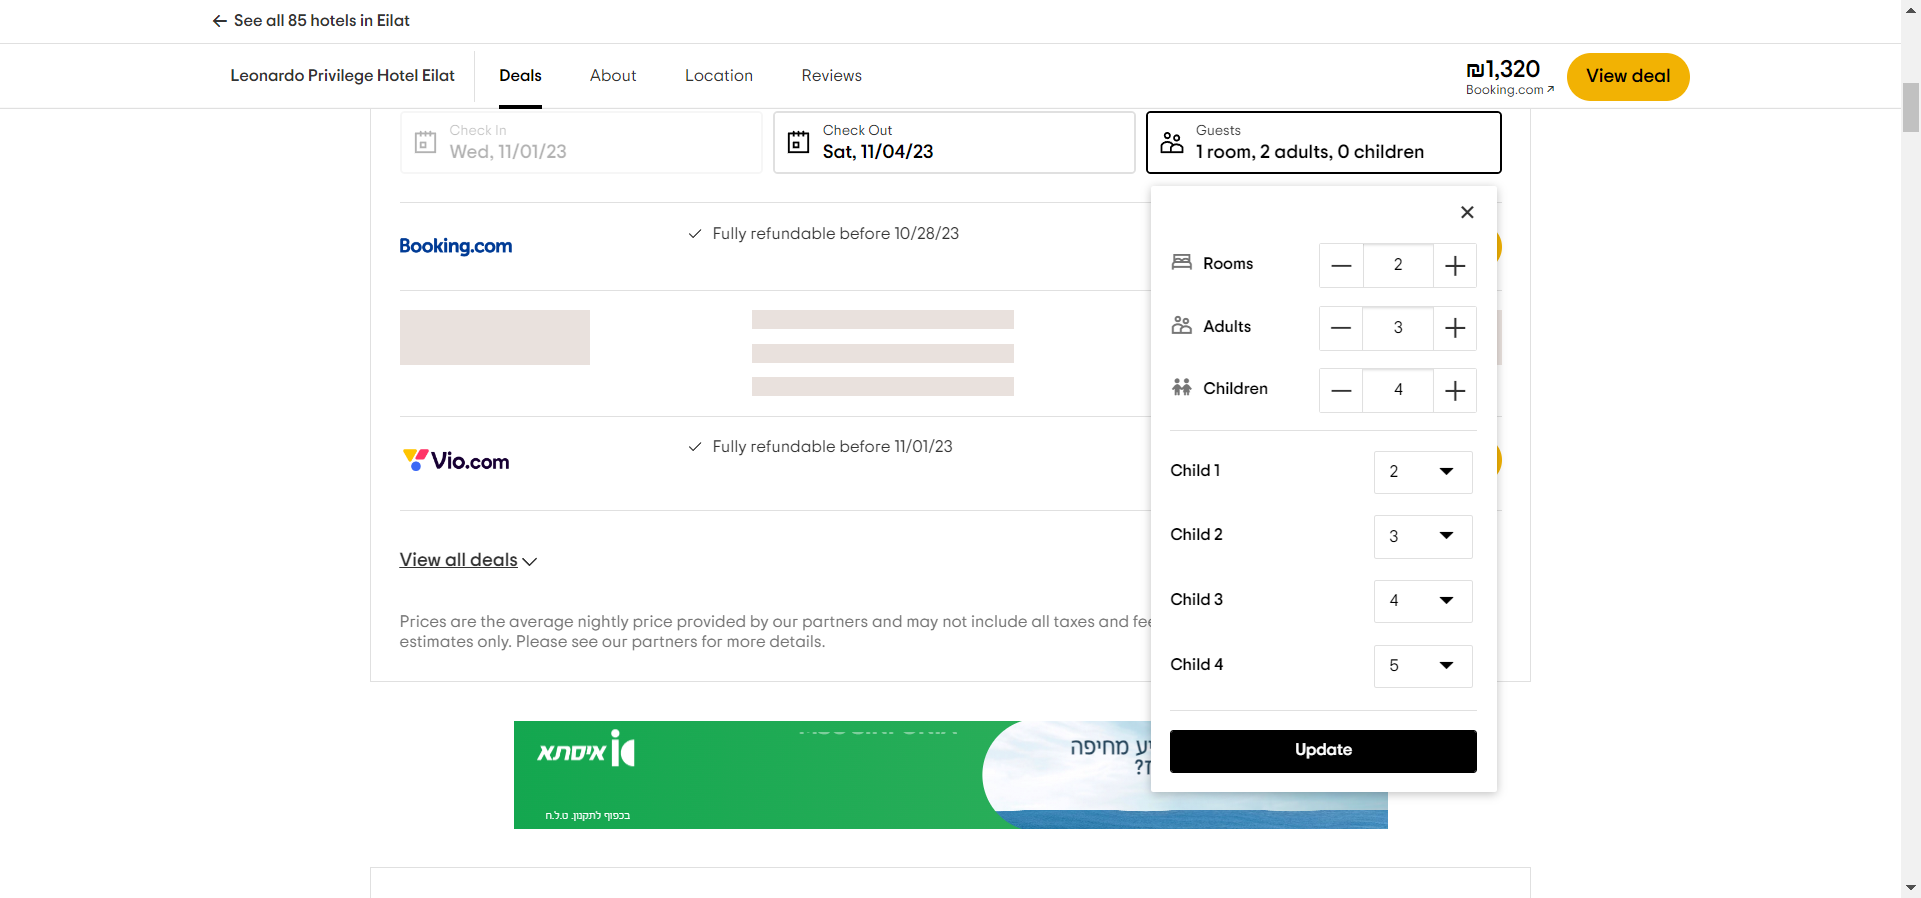 See all 85 hotels in Eilat
Leonardo Privilege Hotel Eilat
Deals
About
Location
Reviews
₪1,320
Booking.com
View deal
Check In
Wed, 11/01/23
Check Out
Sat, 11/04/23
Guests
1 room, 2 adults, 0 children
Booking.com
Fully refundable before 10/28/23
Vio.com
Fully refundable before 11/01/23
View all deals
Prices are the average nightly price provided by our partners and may not include all taxes and
estimates only. Please see our partners for more details.
Rooms
2
Adults
3
Children
4
Child 1
2
Child 2
3
Child 3
4
Child 4
5
Update
איסתא
מחיפה
בכפוף לתקנון. ט.ל.ח